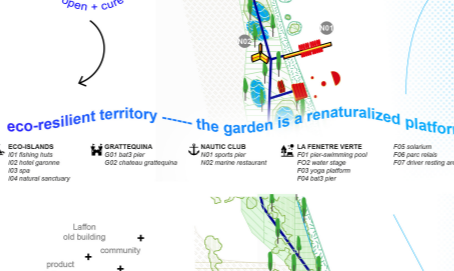 open + cure
N01
N02
eco-resilient territory ------ the garden is a renaturalized platfor
ECO-ISLANDS
I01 fishing huts
I02 hotel garonne
I03 spa
I04 natural sanctuary
GRATTEQUINA
G01 bat3 pier
G02 chateau grattequina
NAUTIC CLUB
N01 sports pier
N02 marine restaurant
LA FENETRE VERTE
F01 pier-swimming pool
FO2 water stage
F03 yoga platform
F04 bat3 pier
F05 solarium
F06 parc relais
F07 driver resting are
Laffon
old building
community
product